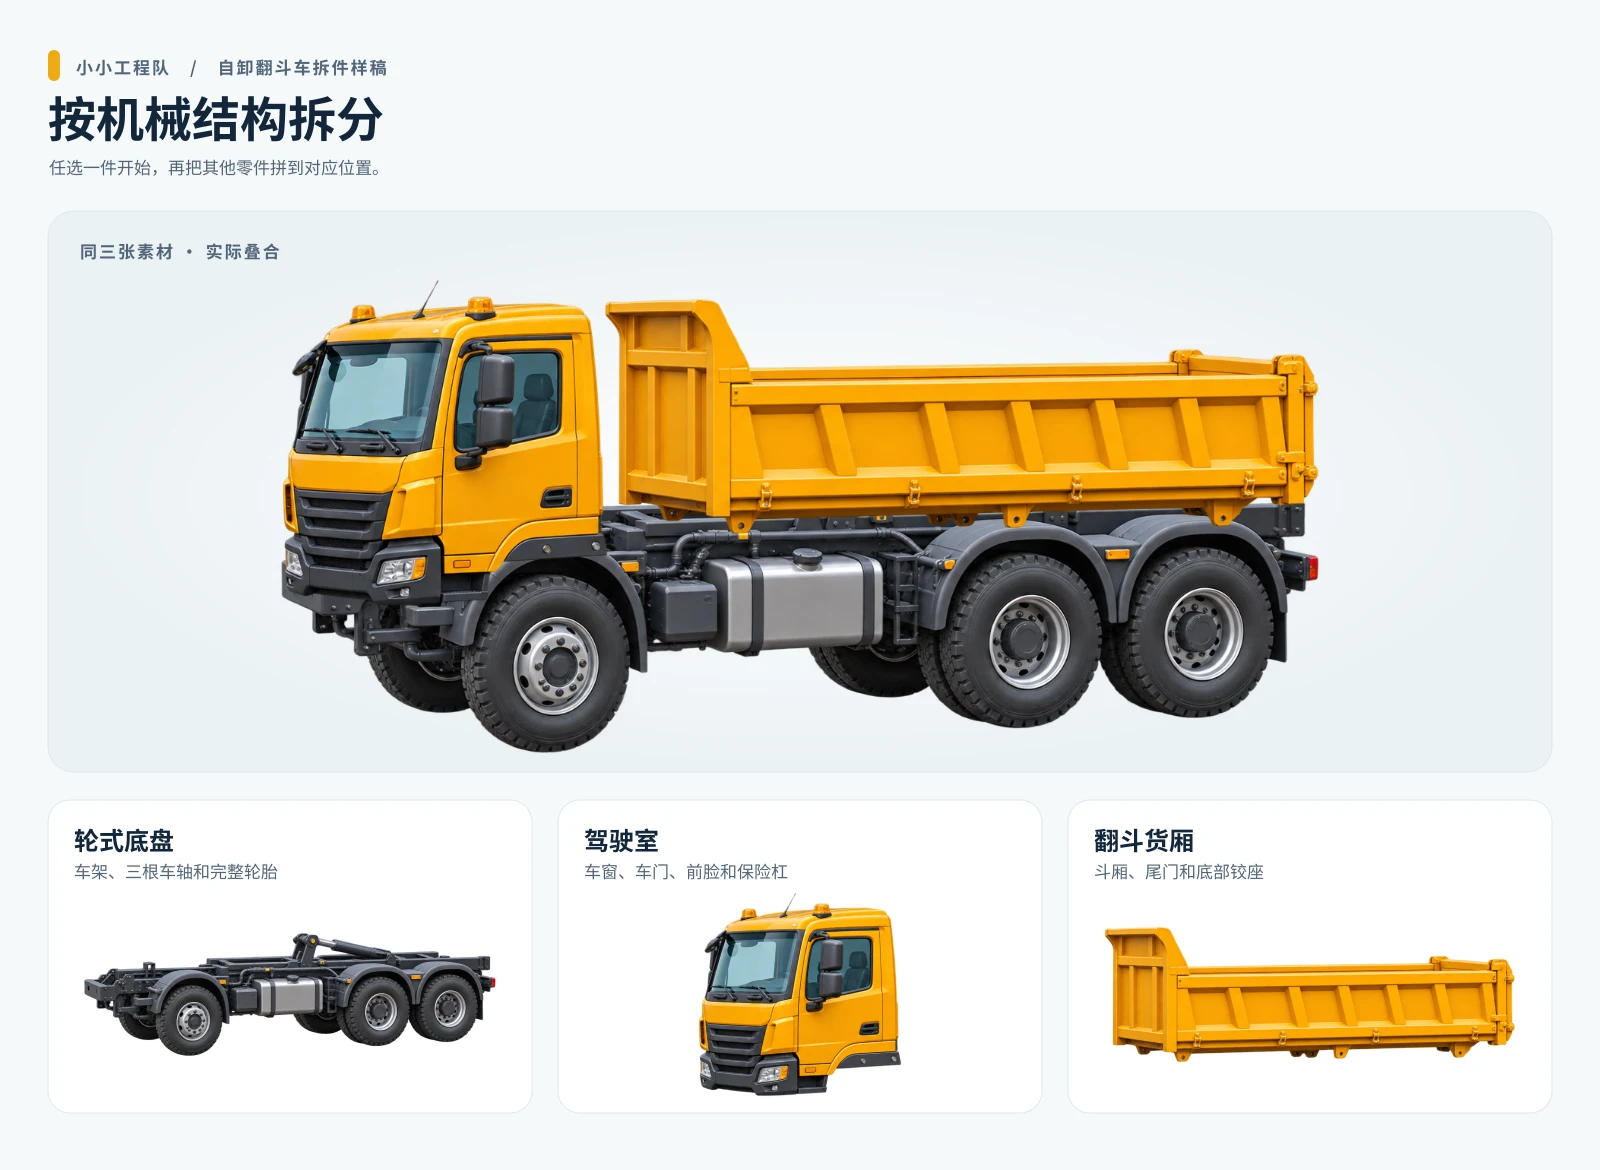 小小工程队 / 自卸翻斗车拆件样稿
按机械结构拆分
任选一件开始，再把其他零件拼到对应位置。
同三张素材 • 实际叠合
轮式底盘
车架、三根车轴和完整轮胎
驾驶室
车窗、车门、前脸和保险杠
翻斗货厢
斗厢、尾门和底部铰座